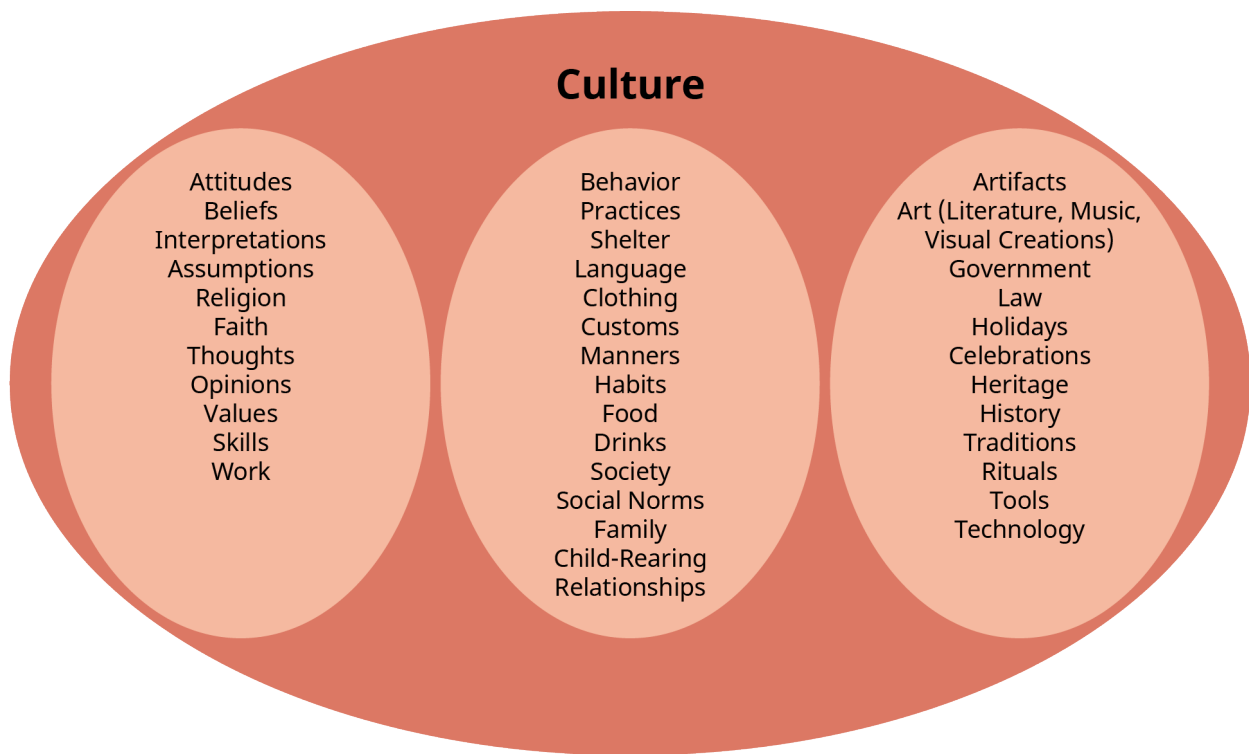 Culture
Attitudes
Beliefs
Interpretations
Assumptions
Religion
Faith
Thoughts
Opinions
Values
Skills
Work
Behavior
Practices
Shelter
Language
Clothing
Customs
Manners
Habits
Food
Drinks
Society
Social Norms
Family
Child-Rearing
Relationships
Artifacts
Art (Literature, Music,
Visual Creations)
Government
Law
Holidays
Celebrations
Heritage
History
Traditions
Rituals
Tools
Technology